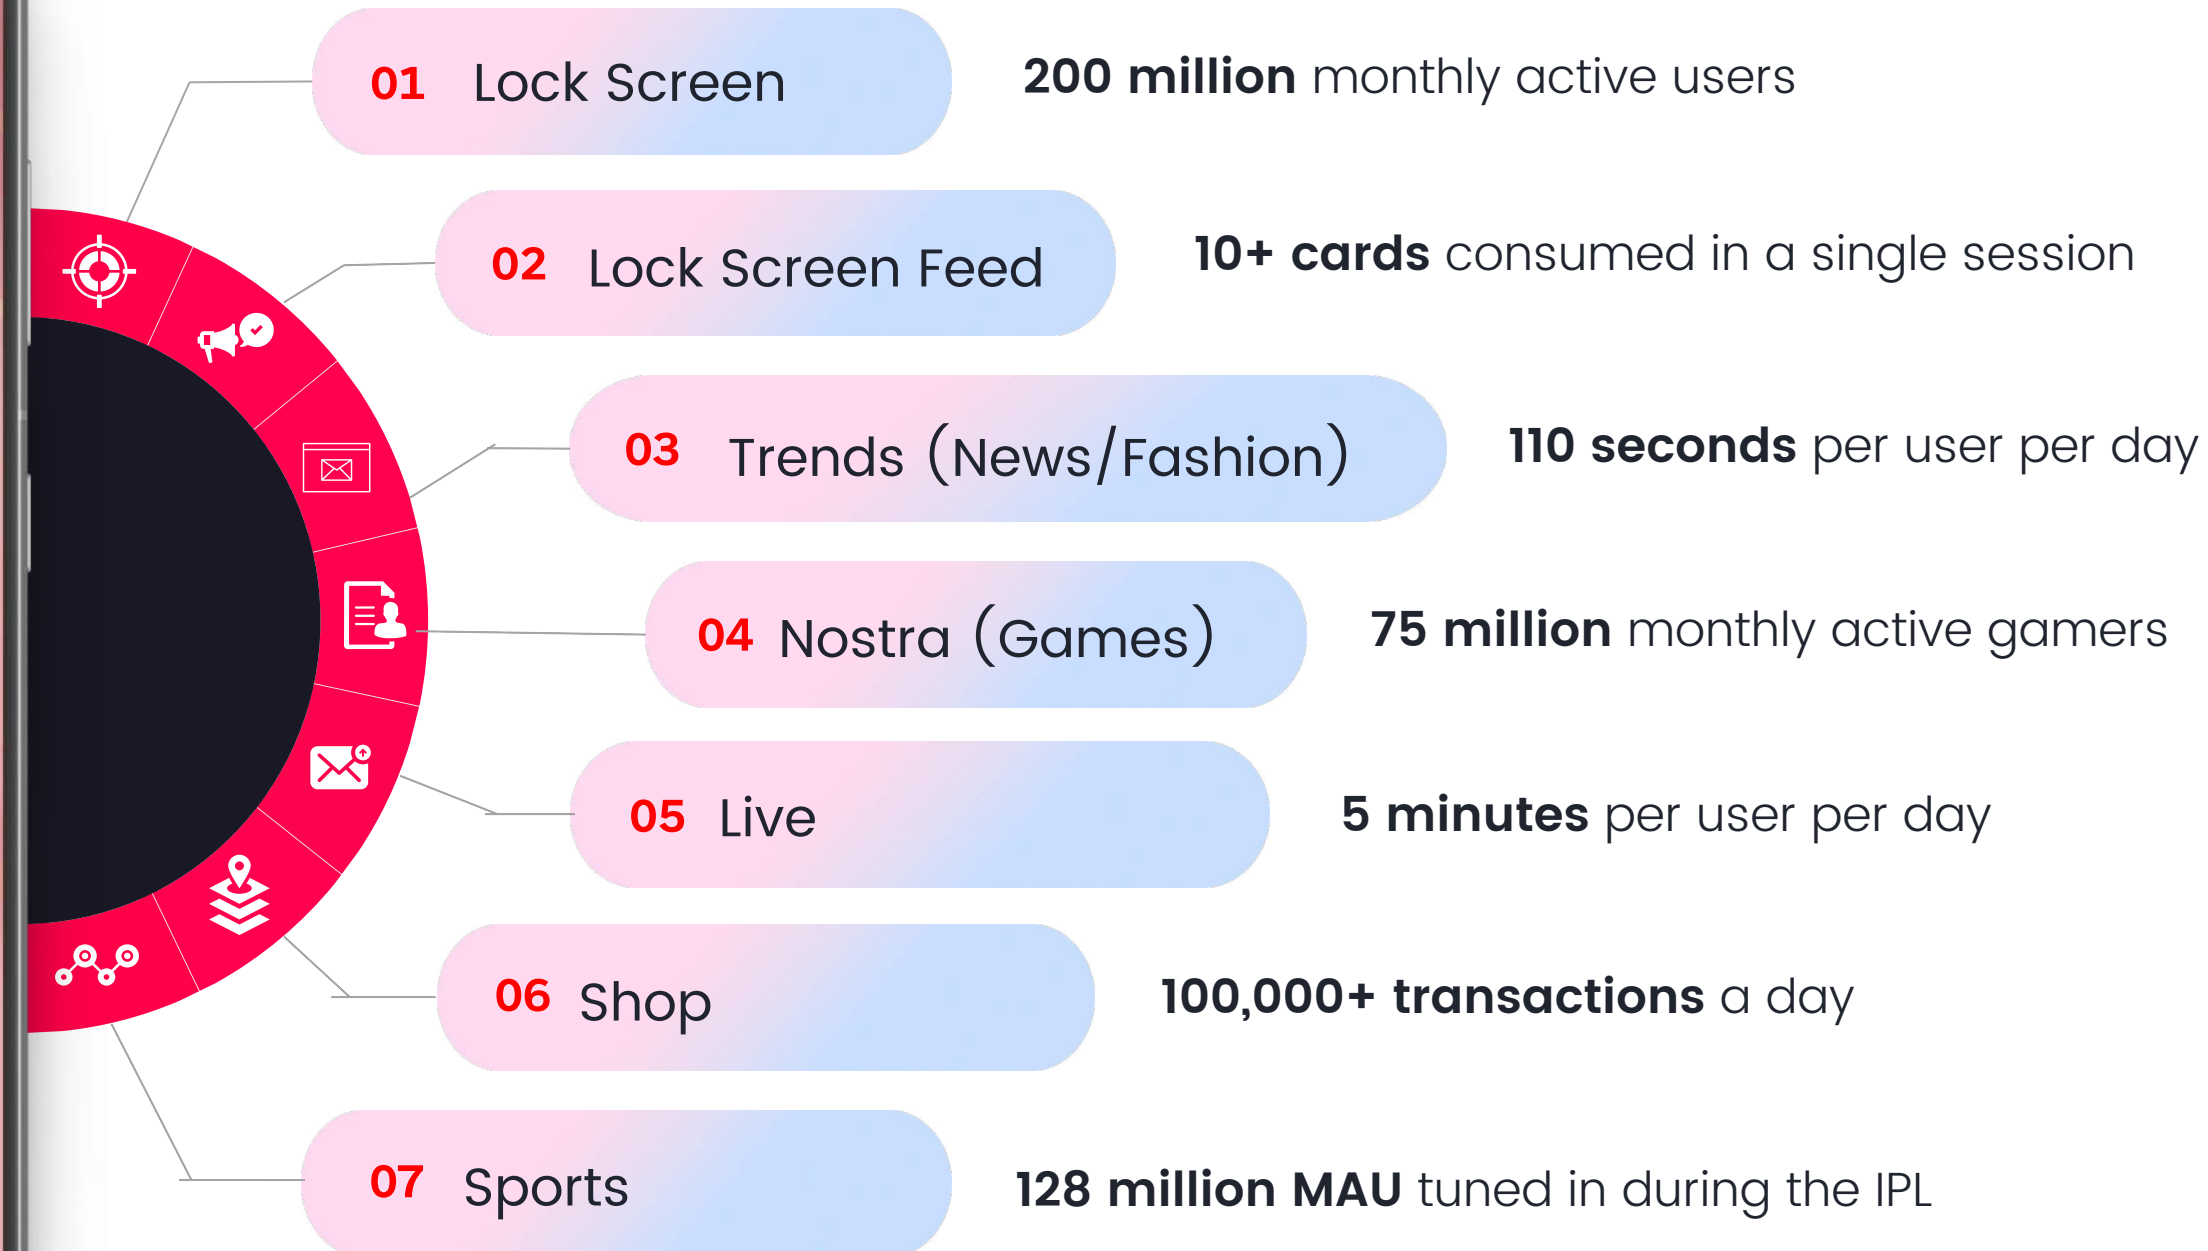 01 Lock Screen 200 million monthly active users
02 Lock Screen Feed 10+ cards consumed in a single session
03 Trends (News/Fashion) 110 seconds per user per day
04 Nostra (Games) 75 million monthly active gamers
05 Live 5 minutes per user per day
06 Shop 100,000+ transactions a day
07 Sports 128 million MAU tuned in during the IPL